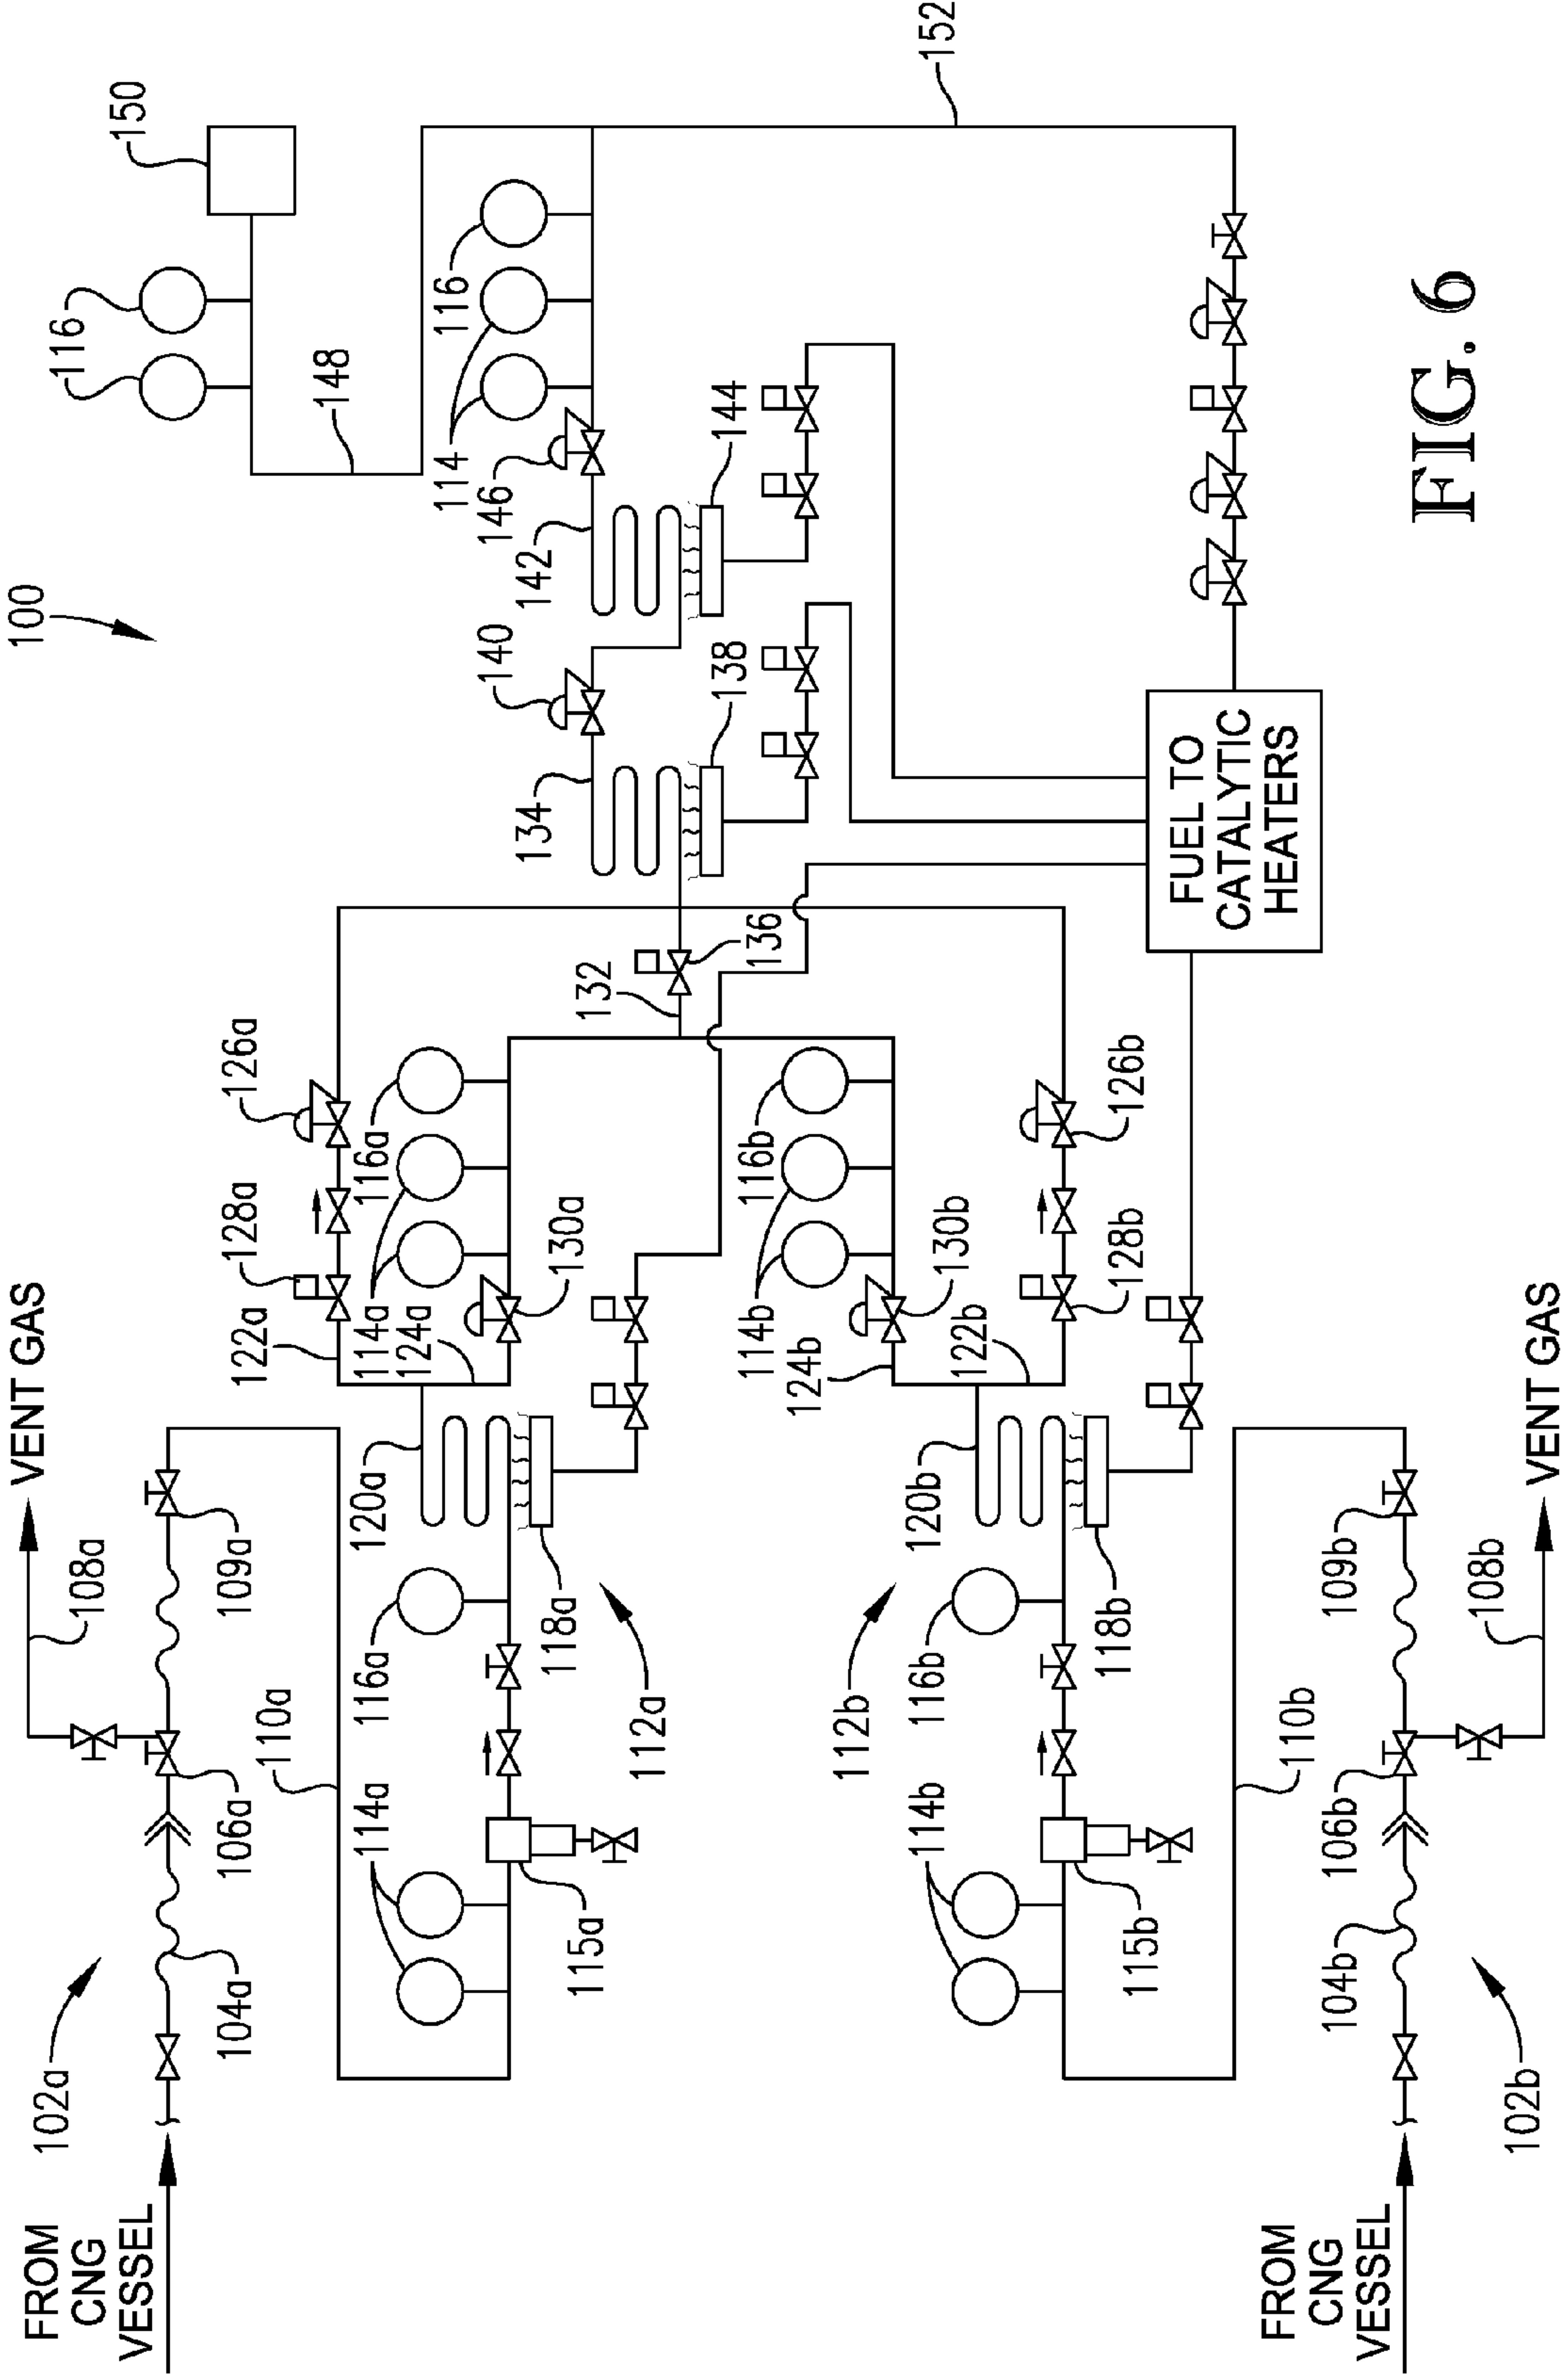 100
150
116
148
116
114
146
142
144
140
134
138
152
132
136
126a
128a
122a
116a
114a
124a
130a
116b
114b
124b
130b
122b
126b
128b
FUEL TO
CATALYTIC
HEATERS
VENT GAS
108a
109a
106a
104a
102a
110a
114a
115a
116a
118a
120a
112a
FROM
CNG
VESSEL
112b
120b
118b
116b
114b
115b
110b
109b
106b
104b
108b
102b
VENT GAS
FROM
CNG
VESSEL
FIG. 6